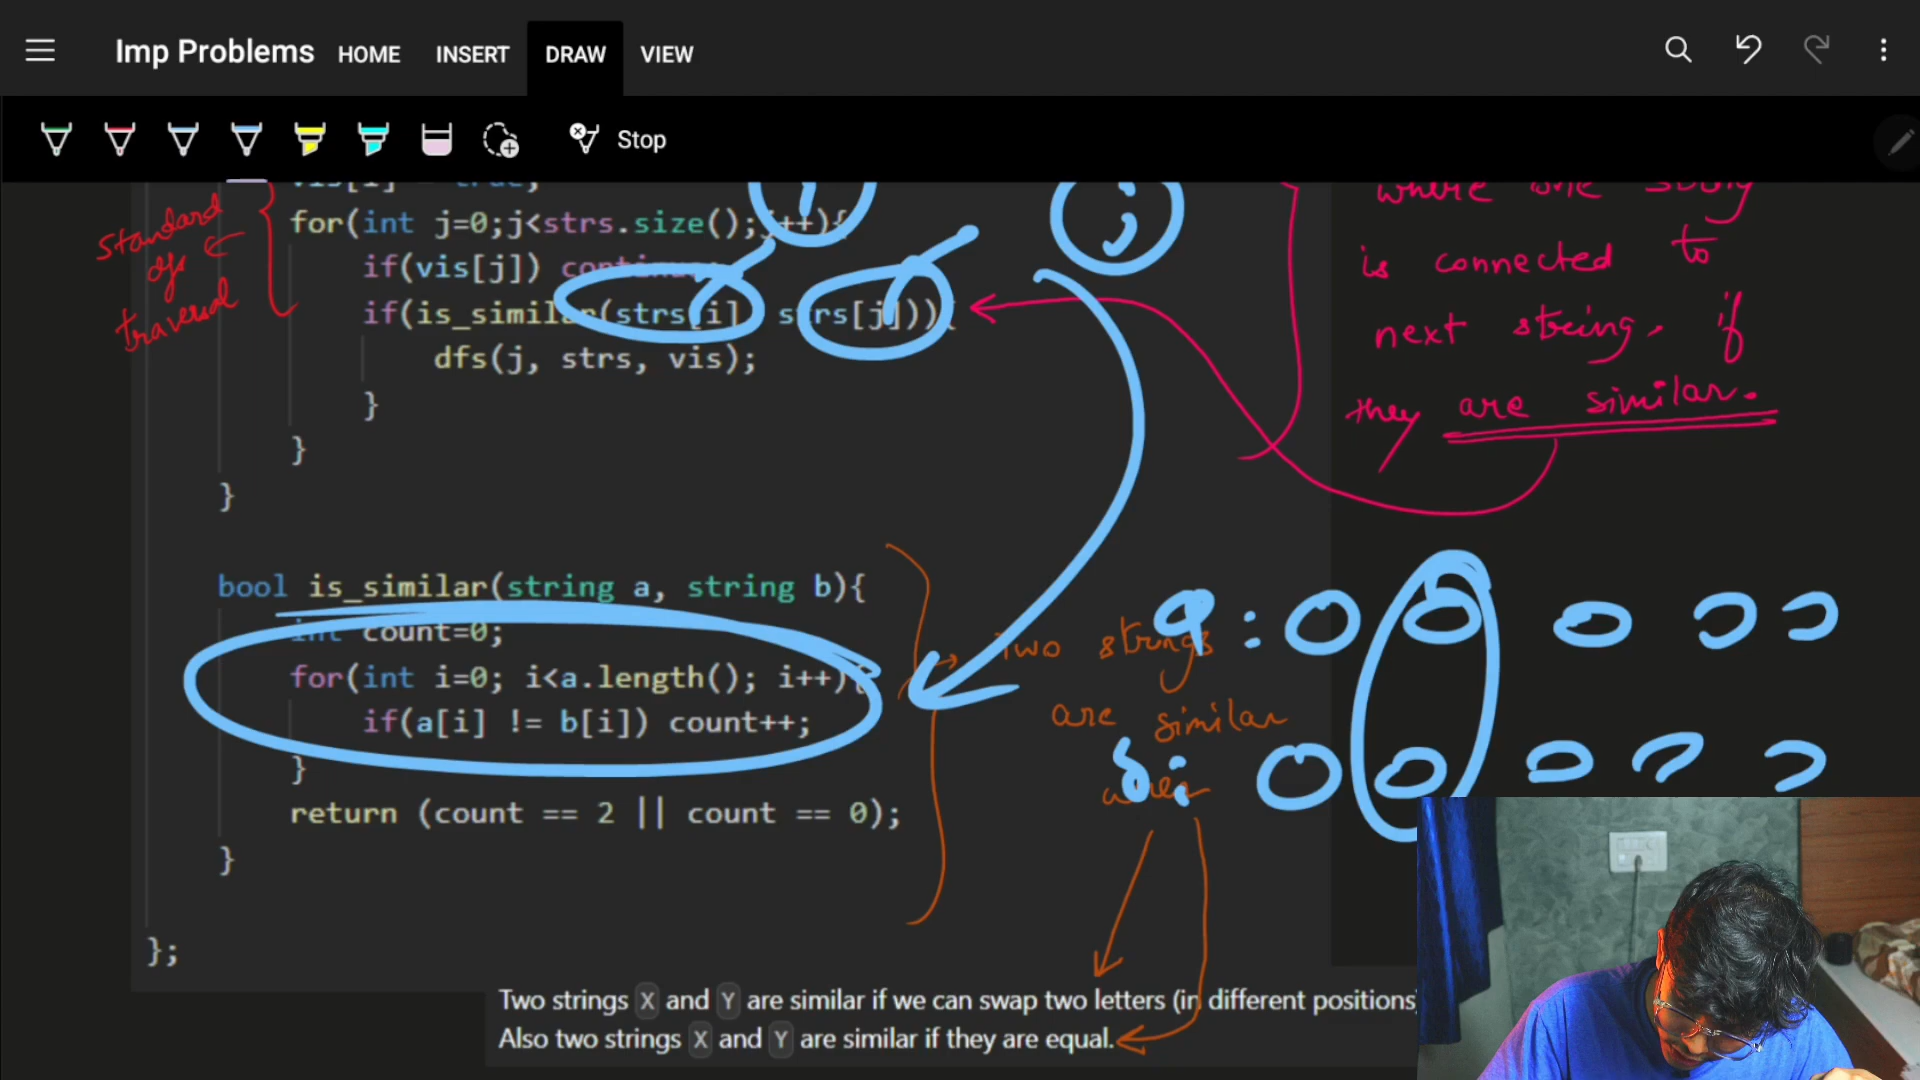 Imp Problems HOME INSERT DRAW VIEW
Stop
for(int j=0;j<strs.size();j++){
if(vis[j])
if(is_similar(strs[i] strs[j])){
dfs(j, strs, vis);
}
}
}
bool is_similar(string a, string b){
int count=0;
for(int i=0; i<a.length(); i++){
if(a[i] != b[i]) count++;
}
return (count == 2 || count == 0);
}
};
standard
dfs
traversal
i
j
where one string
is connected to
next string, if
they are similar.
Two strings
are similar
when
a:
b:
Two strings X and Y are similar if we can swap two letters (in different positions
Also two strings X and Y are similar if they are equal.